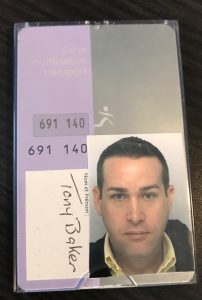 Carte
nominative
transport
691 140
691 140
Nom et Prénom :
Tony Baker